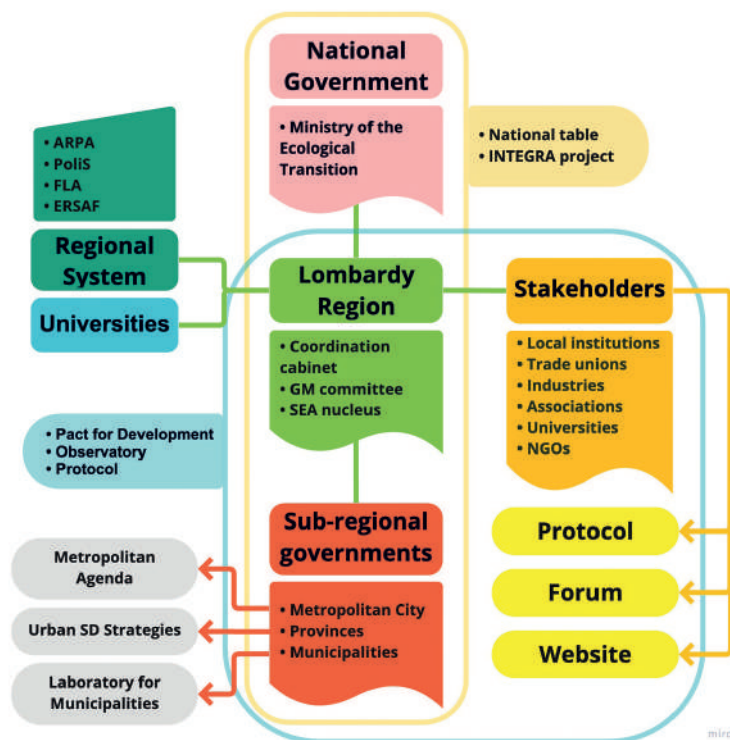 National
Government
• Ministry of the
Ecological
Transition
• National table
• INTEGRA project
• ARPA
• PoliS
• FLA
• ERSAF
Regional
System
Universities
Lombardy
Region
• Coordination
cabinet
• GM committee
• SEA nucleus
Stakeholders
• Local institutions
• Trade unions
• Industries
• Associations
• Universities
• NGOs
• Pact for Development
• Observatory
• Protocol
Sub-regional
governments
• Metropolitan City
• Provinces
• Municipalities
Metropolitan
Agenda
Urban SD Strategies
Laboratory for
Municipalities
Protocol
Forum
Website